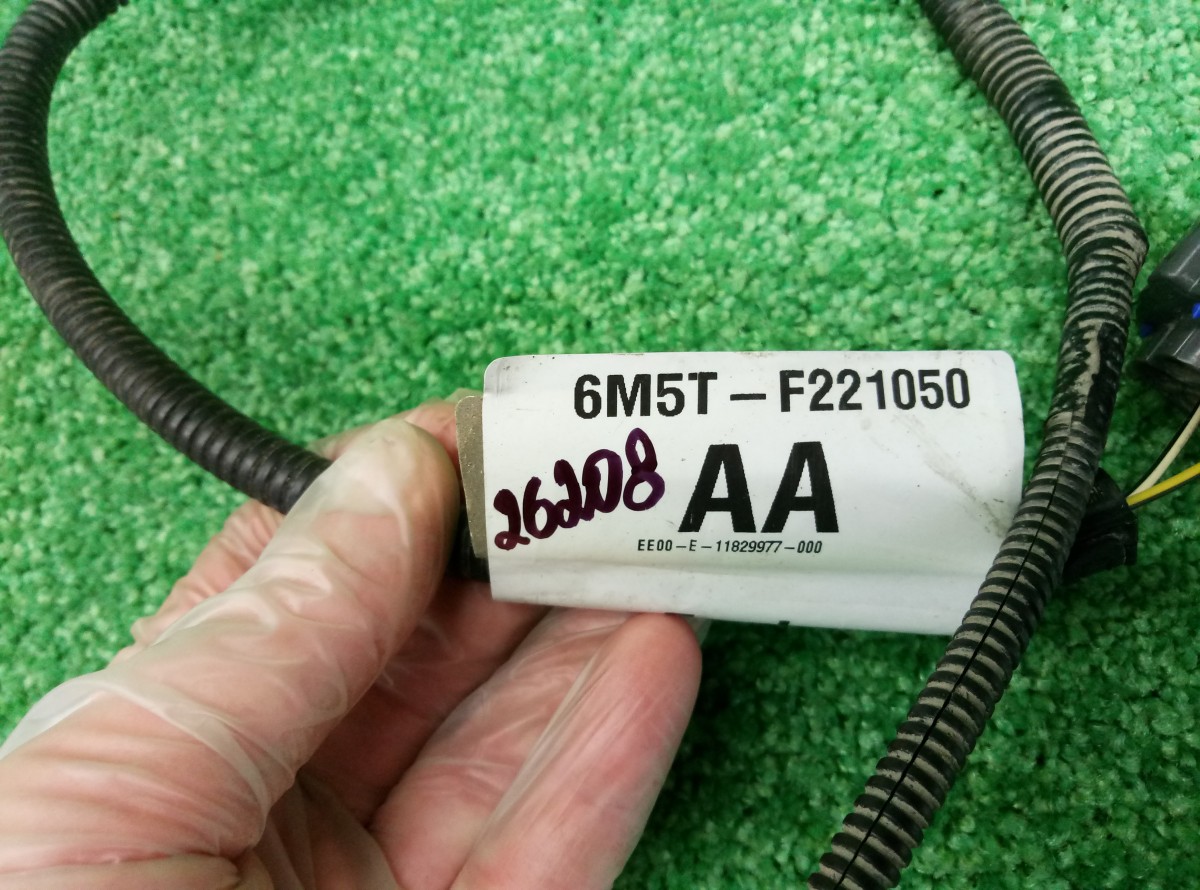 6M5T – F221050
26208 AA
EE00–E–11829977–000